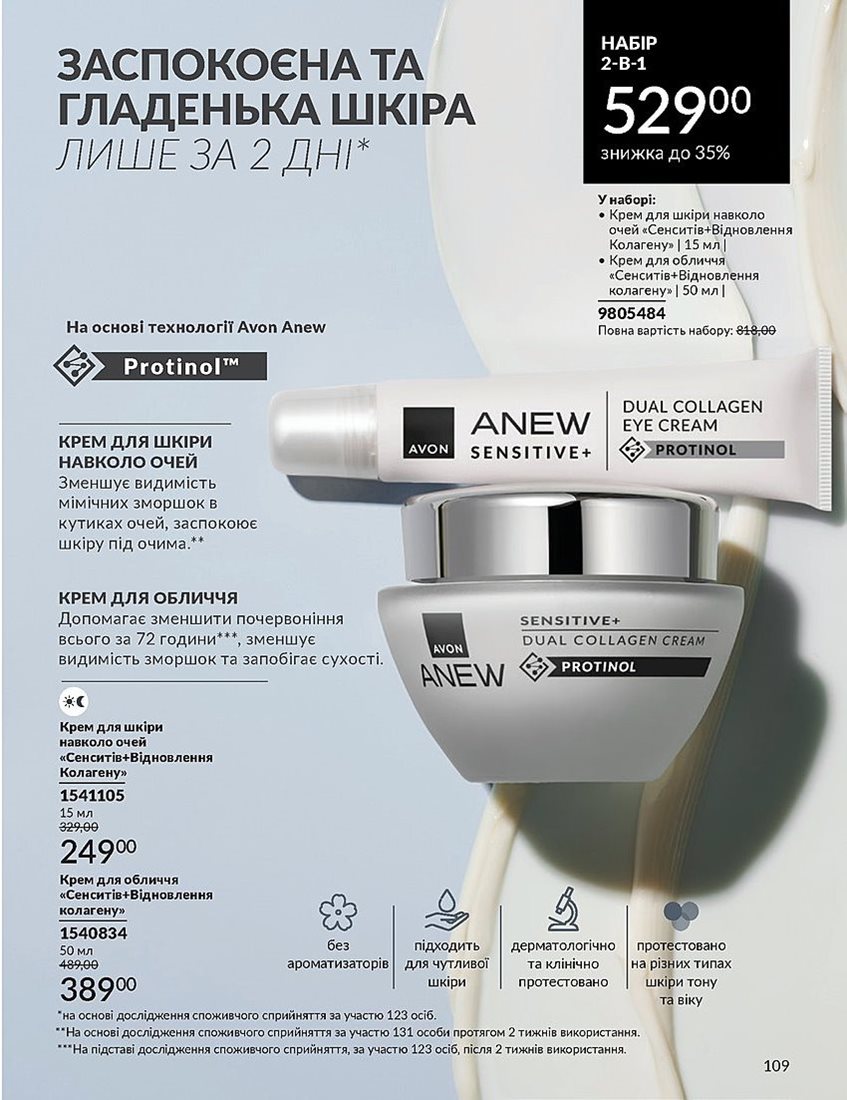 ЗАСПОКОЄНА ТА
ГЛАДЕНЬКА ШКІРА
ЛИШЕ ЗА 2 ДНІ*
НАБІР
2-В-1
529⁰⁰
знижка до 35%
У наборі:
• Крем для шкіри навколо
очей «Сенситів+Відновлення
Колагену» | 15 мл |
• Крем для обличчя
«Сенситів+Відновлення
колагену» | 50 мл |
9805484
Повна вартість набору: 818,00
На основі технології Avon Anew
Protinol™
AVON
ANEW
SENSITIVE+
DUAL COLLAGEN
EYE CREAM
PROTINOL
КРЕМ ДЛЯ ШКІРИ
НАВКОЛО ОЧЕЙ
Зменшує видимість
мімічних зморшок в
кутиках очей, заспокоює
шкіру під очима.**
КРЕМ ДЛЯ ОБЛИЧЧЯ
Допомагає зменшити почервоніння
всього за 72 години***, зменшує
видимість зморшок та запобігає сухості.
AVON
ANEW
SENSITIVE+
DUAL COLLAGEN CREAM
PROTINOL
Крем для шкіри
навколо очей
«Сенситів+Відновлення
Колагену»
1541105
15 мл
329,00
249⁰⁰
Крем для обличчя
«Сенситів+Відновлення
колагену»
1540834
50 мл
489,00
389⁰⁰
без
ароматизаторів
підходить
для чутливої
шкіри
дерматологічно
та клінічно
протестовано
протестовано
на різних типах
шкіри тону
та віку
*на основі дослідження споживчого сприйняття за участю 123 осіб.
**На основі дослідження споживчого сприйняття за участю 131 особи протягом 2 тижнів використання.
***На підставі дослідження споживчого сприйняття, за участю 123 осіб, після 2 тижнів використання.
109